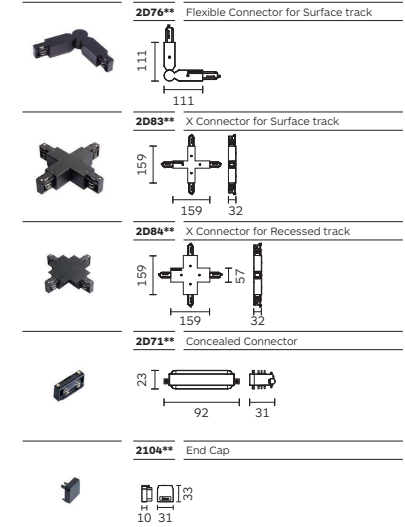 2D76** Flexible Connector for Surface track
111
111
2D83** X Connector for Surface track
159
159 32
2D84** X Connector for Recessed track
159 57
159 32
2D71** Concealed Connector
23
92 31
2104** End Cap
33
10 31